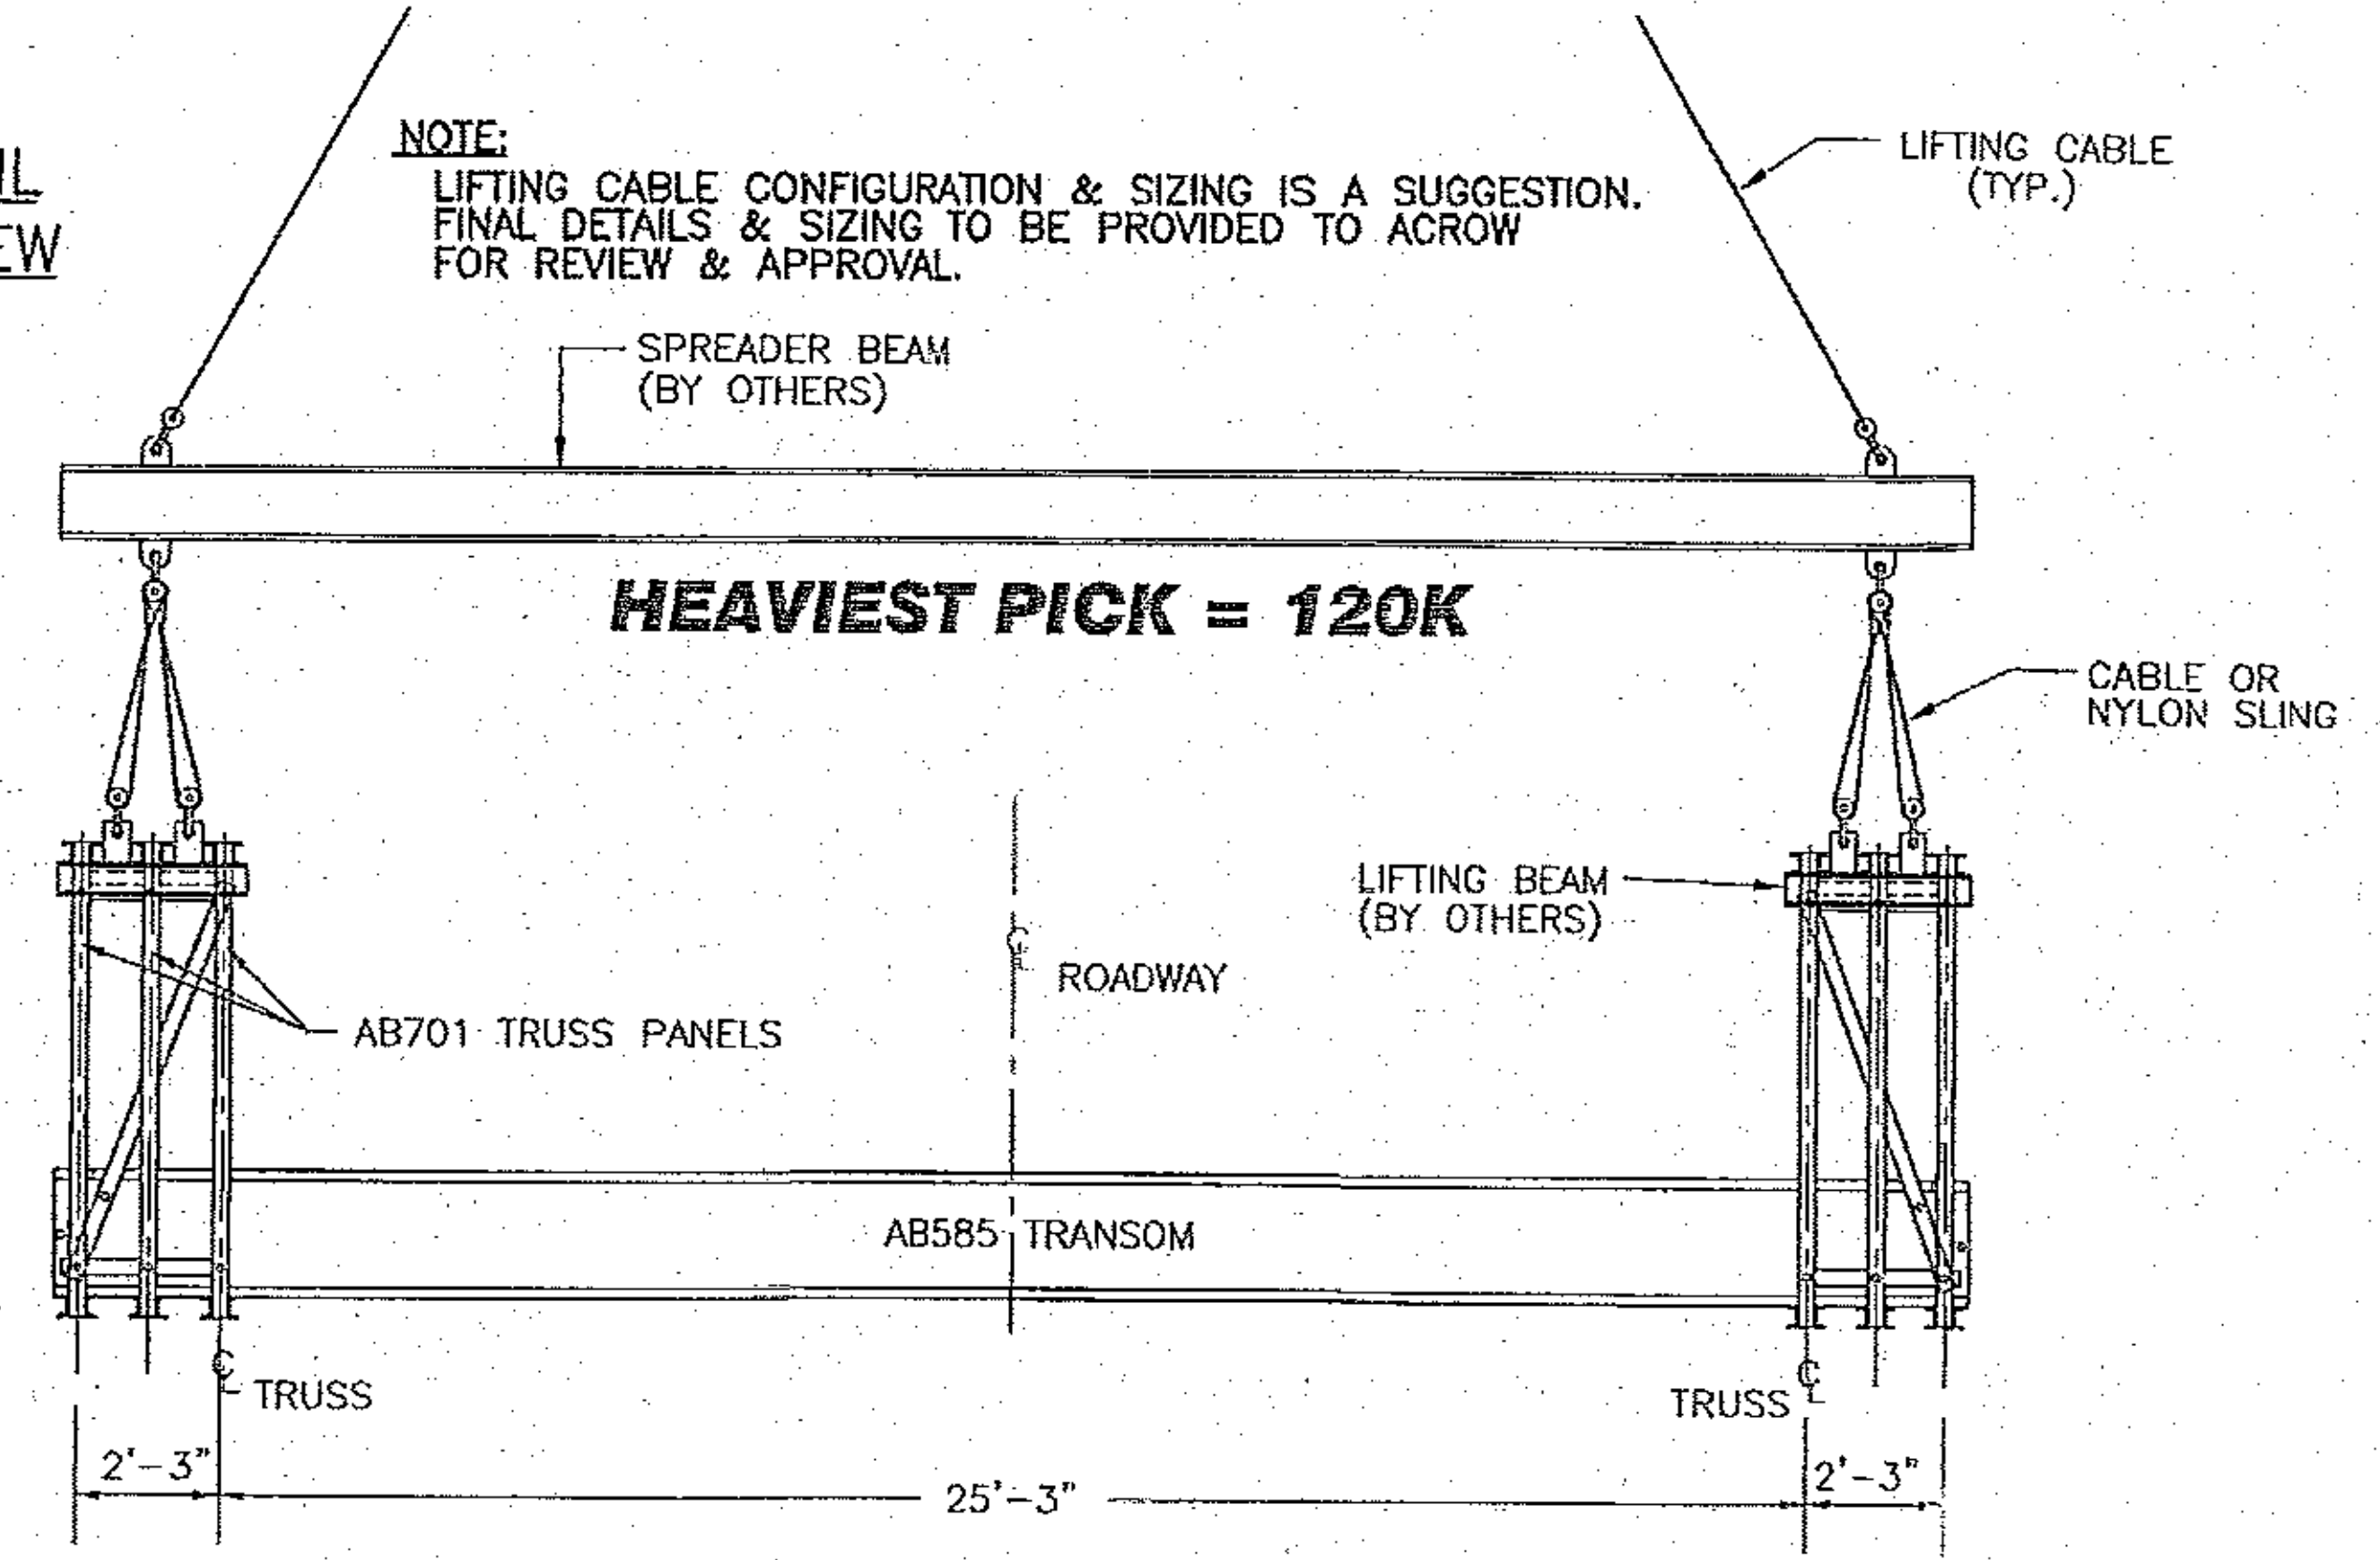 NOTE:
LIFTING CABLE CONFIGURATION & SIZING IS A SUGGESTION.
FINAL DETAILS & SIZING TO BE PROVIDED TO ACROW
FOR REVIEW & APPROVAL.
LIFTING CABLE
(TYP.)
SPREADER BEAM
(BY OTHERS)
HEAVIEST PICK = 120K
CABLE OR
NYLON SLING
LIFTING BEAM
(BY OTHERS)
℄ ROADWAY
AB701 TRUSS PANELS
AB585 TRANSOM
℄ TRUSS
TRUSS ℄
2'-3"
25'-3"
2'-3"